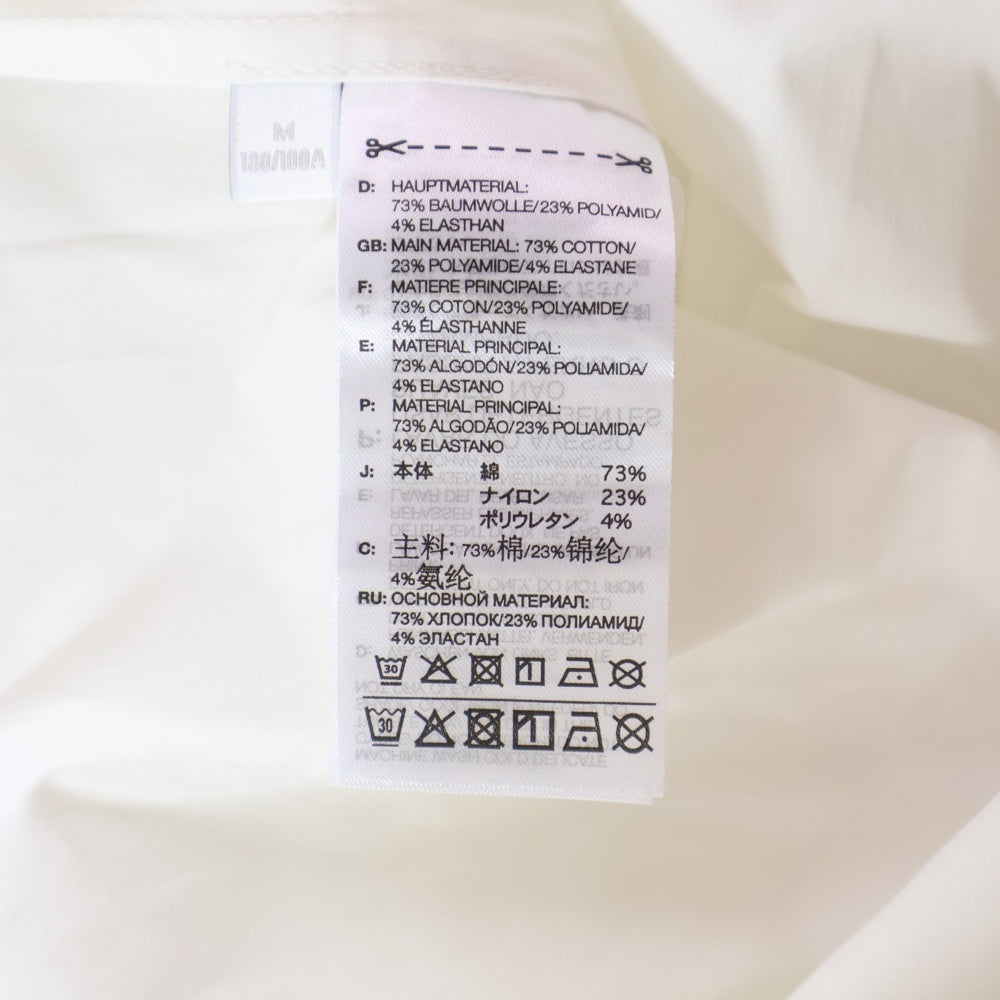 M
180/100A
D: HAUPTMATERIAL:
73% BAUMWOLLE/23% POLYAMID/
4% ELASTHAN
GB: MAIN MATERIAL: 73% COTTON/
23% POLYAMIDE/4% ELASTANE
F: MATIERE PRINCIPALE:
73% COTON/23% POLYAMIDE/
4% ÉLASTHANNE
E: MATERIAL PRINCIPAL:
73% ALGODÓN/23% POLIAMIDA/
4% ELASTANO
P: MATERIAL PRINCIPAL:
73% ALGODÃO/23% POLIAMIDA/
4% ELASTANO
J: 本体 綿 73%
ナイロン 23%
ポリウレタン 4%
C: 主料: 73%棉/23%锦纶/
4%氨纶
RU: ОСНОВНОЙ МАТЕРИАЛ:
73% ХЛОПОК/23% ПОЛИАМИД/
4% ЭЛАСТАН
30
30